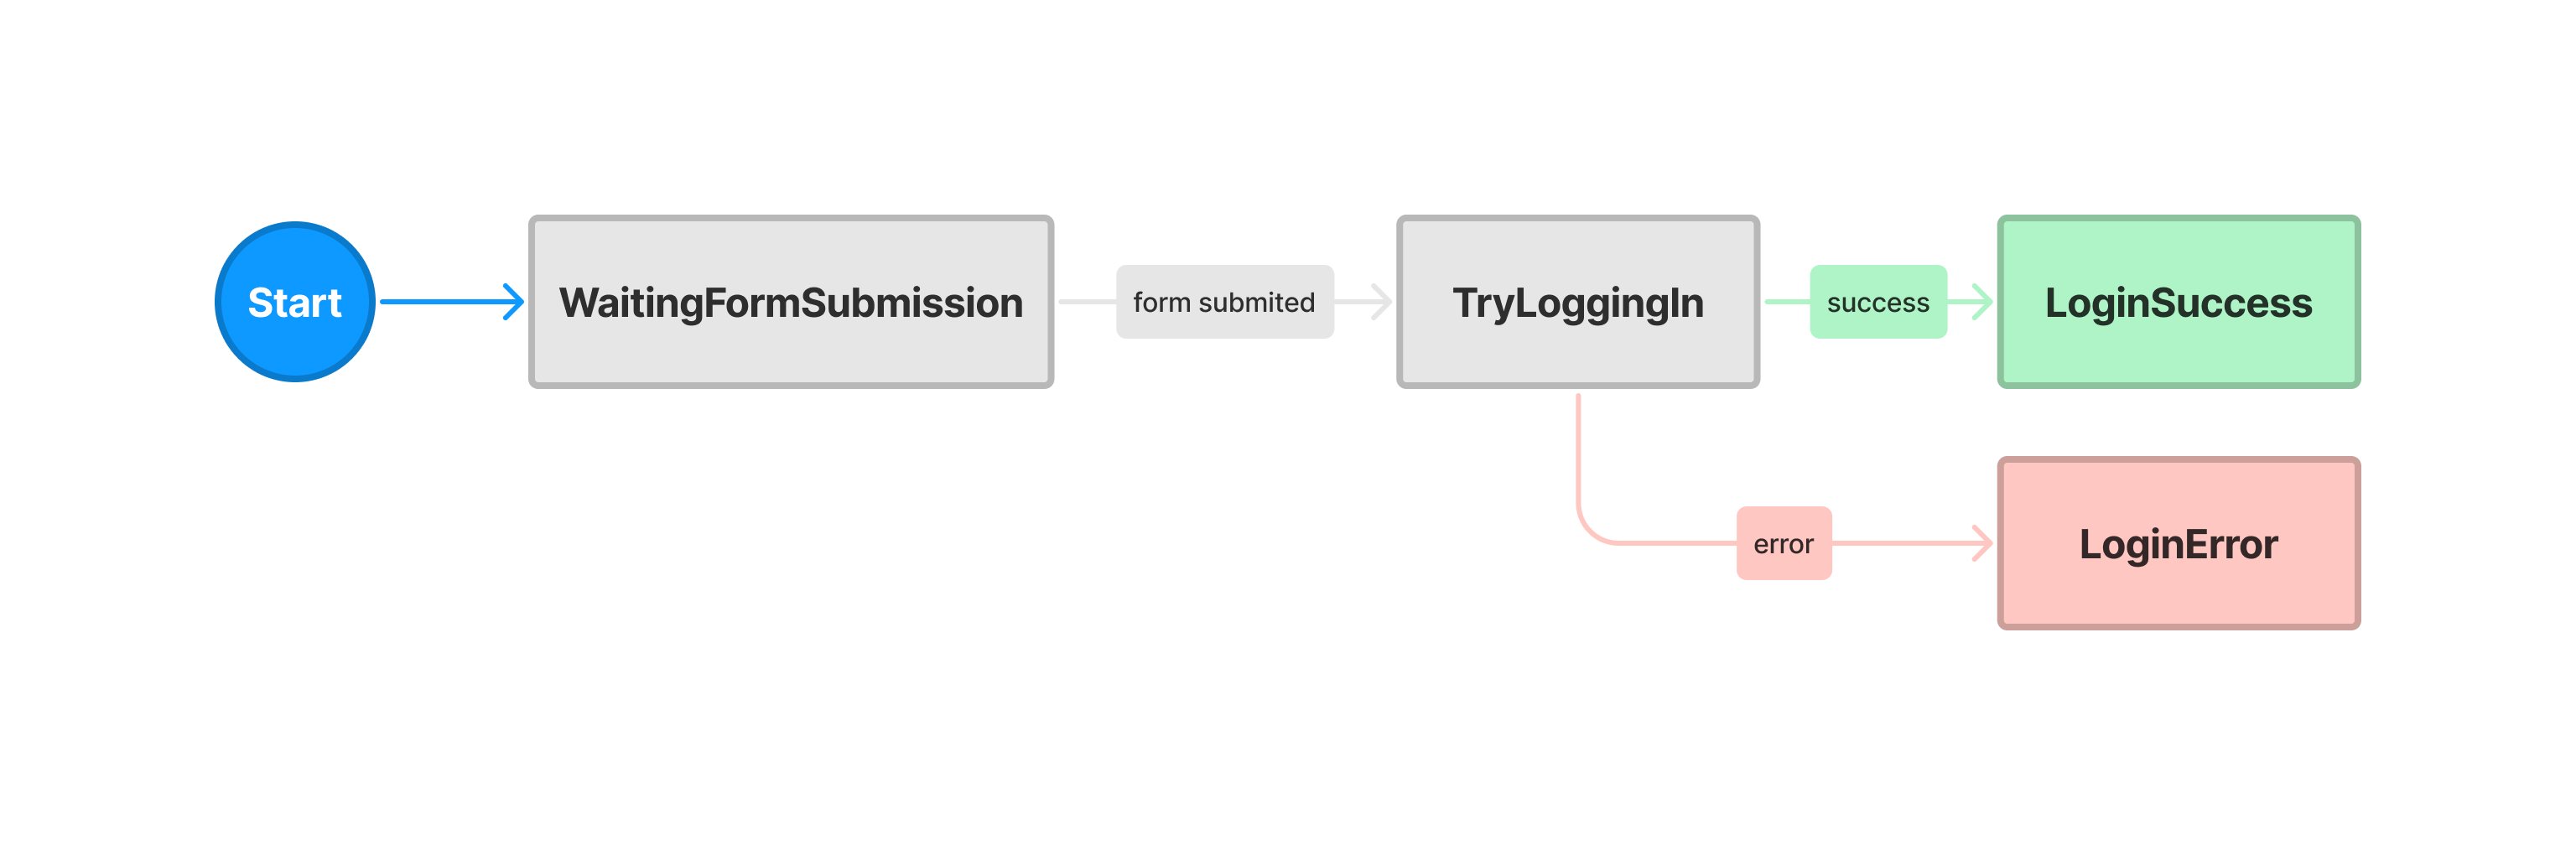 Start
WaitingFormSubmission
form submited
TryLoggingIn
success
LoginSuccess
error
LoginError